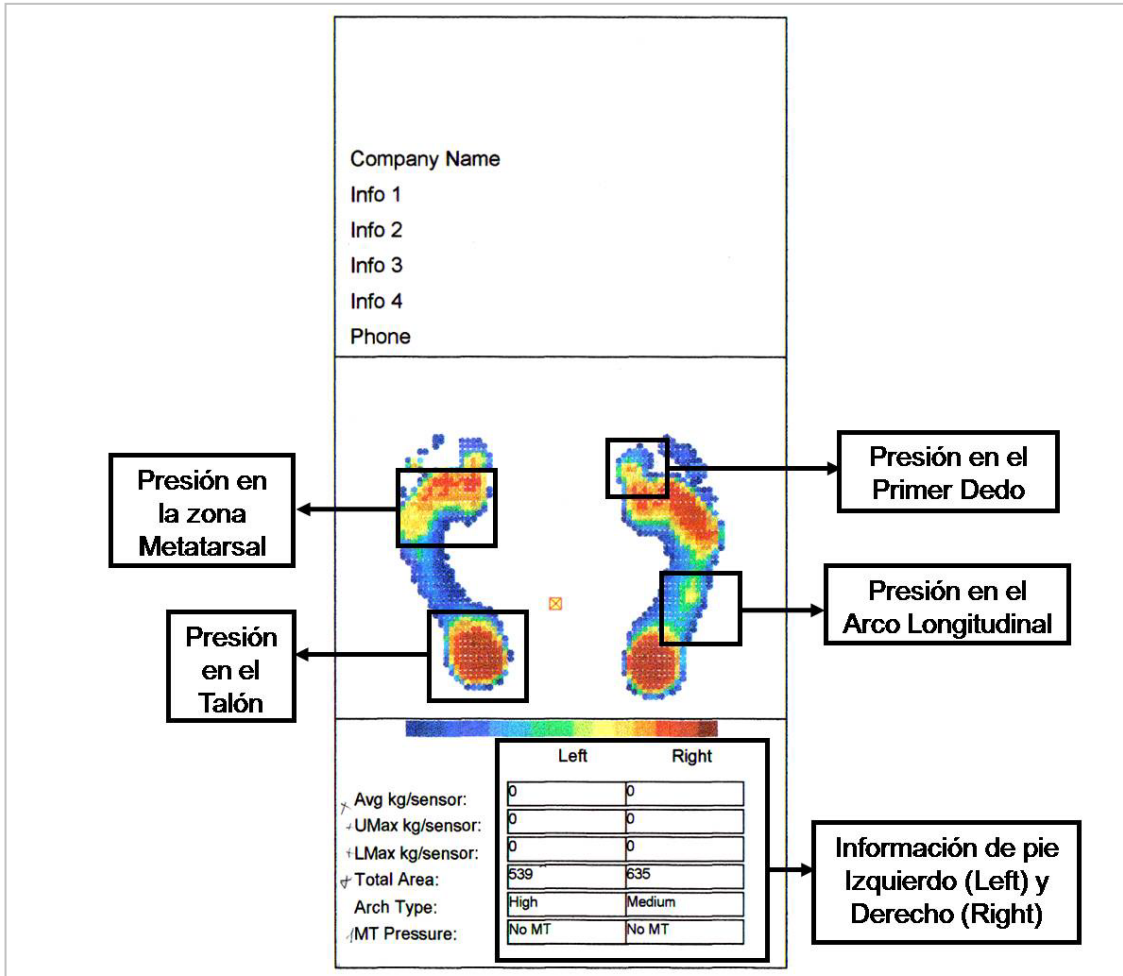 Company Name
Info 1
Info 2
Info 3
Info 4
Phone
Presión en
la zona
Metatarsal
Presión en el
Primer Dedo
Presión en el
Arco Longitudinal
Presión
en el
Talón
Left Right
Avg kg/sensor: 0 0
UMax kg/sensor: 0 0
LMax kg/sensor: 0 0
Total Area: 539 635
Arch Type: High Medium
MT Pressure: No MT No MT
Información de pie
Izquierdo (Left) y
Derecho (Right)